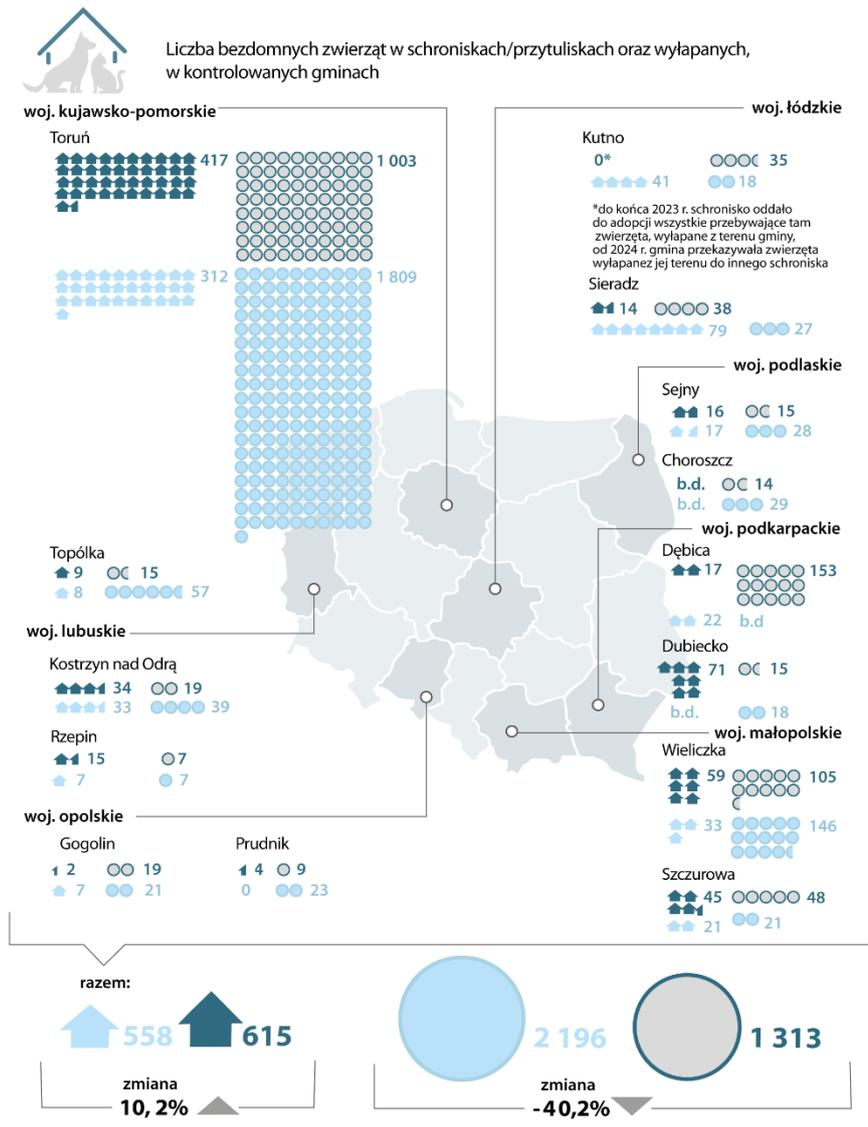 Liczba bezdomnych zwierząt w schroniskach/przytuliskach oraz wyłapanych,
w kontrolowanych gminach
woj. kujawsko-pomorskie
Toruń
417 1 003
312 1 809
Topólka
9 15
8 57
woj. lubuskie
Kostrzyn nad Odrą
34 19
33 39
Rzepin
15 7
7 7
woj. opolskie
Gogolin
2 19
7 21
Prudnik
4 9
0 23
woj. łódzkie
Kutno
0* 35
41 18
*do końca 2023 r. schronisko oddało
do adopcji wszystkie przebywające tam
zwierzęta, wyłapane z terenu gminy,
od 2024 r. gmina przekazywała zwierzęta
wyłapanez jej terenu do innego schroniska
Sieradz
14 38
79 27
woj. podlaskie
Sejny
16 15
17 28
Choroszcz
b.d. 14
b.d. 29
woj. podkarpackie
Dębica
17 153
22 b.d
Dubiecko
71 15
b.d. 18
woj. małopolskie
Wieliczka
59 105
33 146
Szczurowa
45 48
21 21
razem:
558 615
zmiana
10, 2%
2 196 1 313
zmiana
-40,2%